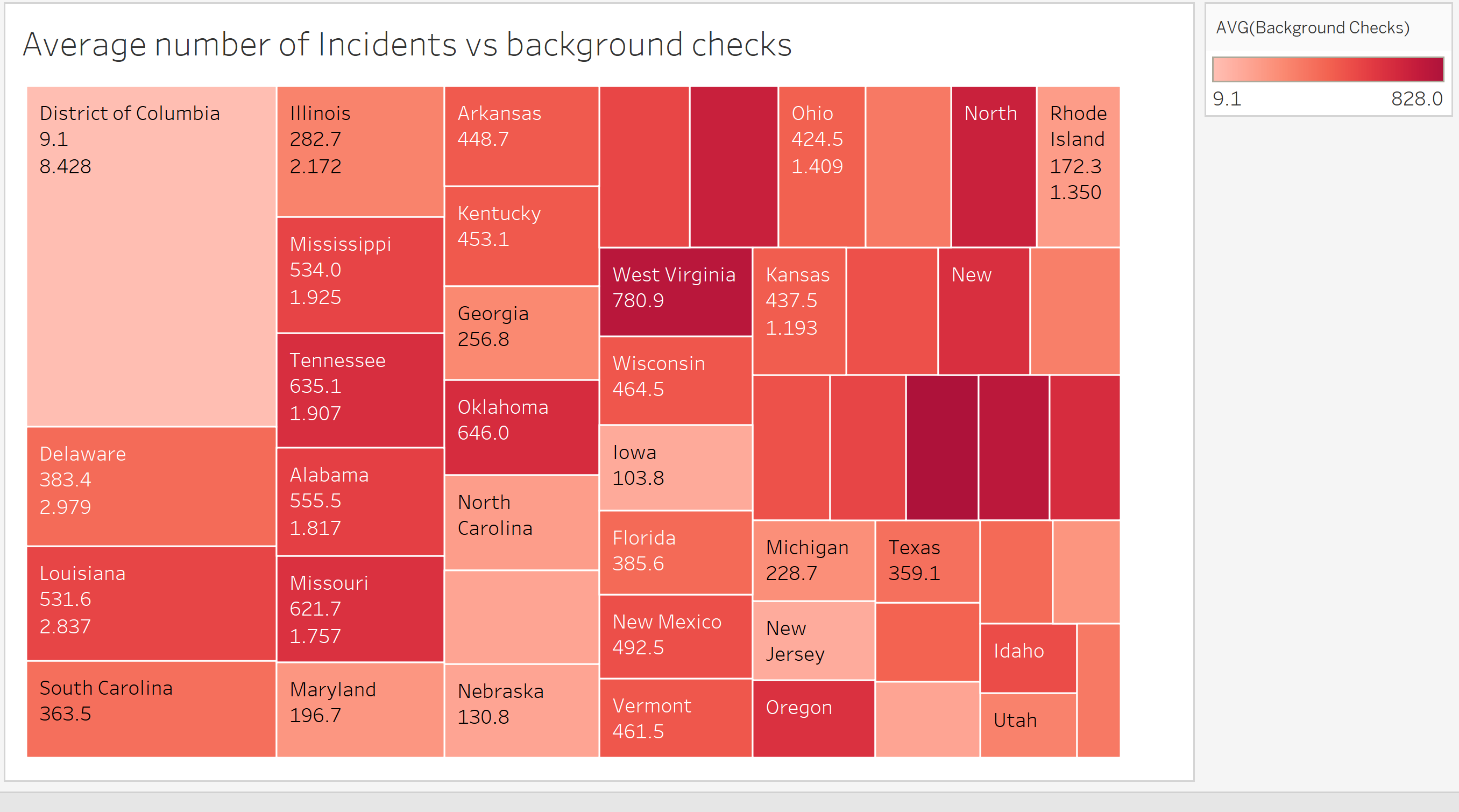 Average number of Incidents vs background checks
AVG(Background Checks)
9.1
828.0
District of Columbia
9.1
8.428
Delaware
383.4
2.979
Louisiana
531.6
2.837
South Carolina
363.5
Illinois
282.7
2.172
Mississippi
534.0
1.925
Tennessee
635.1
1.907
Alabama
555.5
1.817
Missouri
621.7
1.757
Maryland
196.7
Arkansas
448.7
Kentucky
453.1
Georgia
256.8
Oklahoma
646.0
North
Carolina
Nebraska
130.8
West Virginia
780.9
Wisconsin
464.5
Iowa
103.8
Florida
385.6
New Mexico
492.5
Vermont
461.5
Ohio
424.5
1.409
North
Rhode
Island
172.3
1.350
Kansas
437.5
1.193
New
Michigan
228.7
New
Jersey
Oregon
Texas
359.1
Idaho
Utah